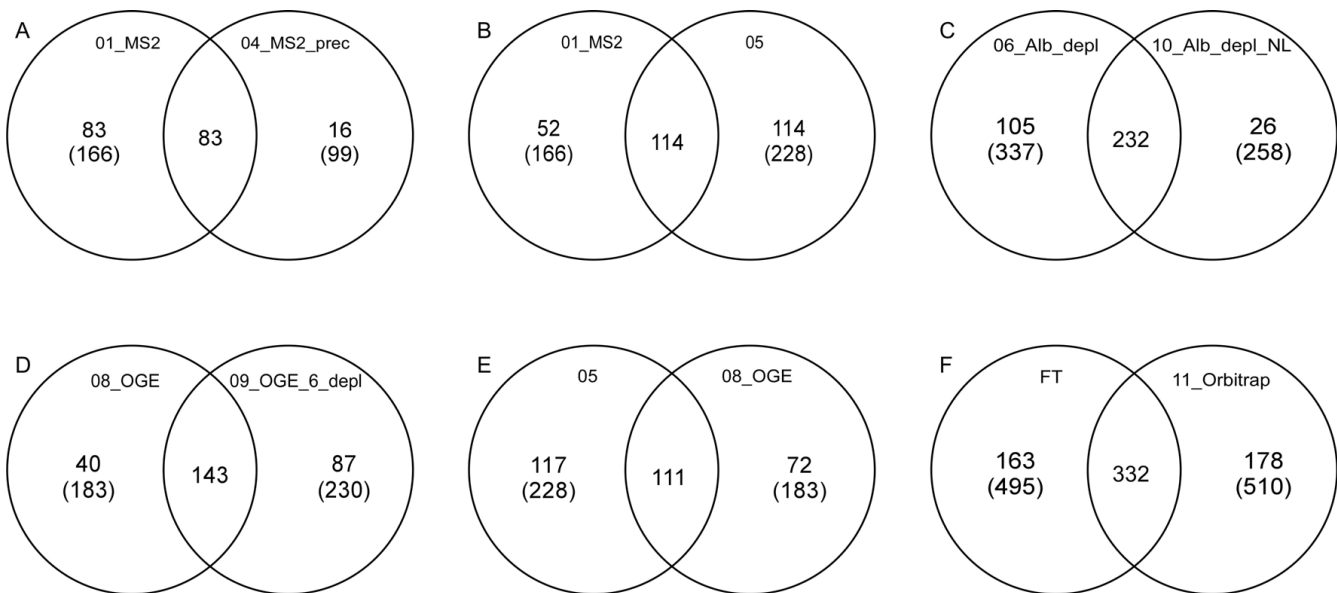 A
01_MS2
04_MS2_prec
83
(166)
83
16
(99)
B
01_MS2
05
52
(166)
114
114
(228)
C
06_Alb_depl
10_Alb_depl_NL
105
(337)
232
26
(258)
D
08_OGE
09_OGE_6_depl
40
(183)
143
87
(230)
E
05
08_OGE
117
(228)
111
72
(183)
F
FT
11_Orbitrap
163
(495)
332
178
(510)